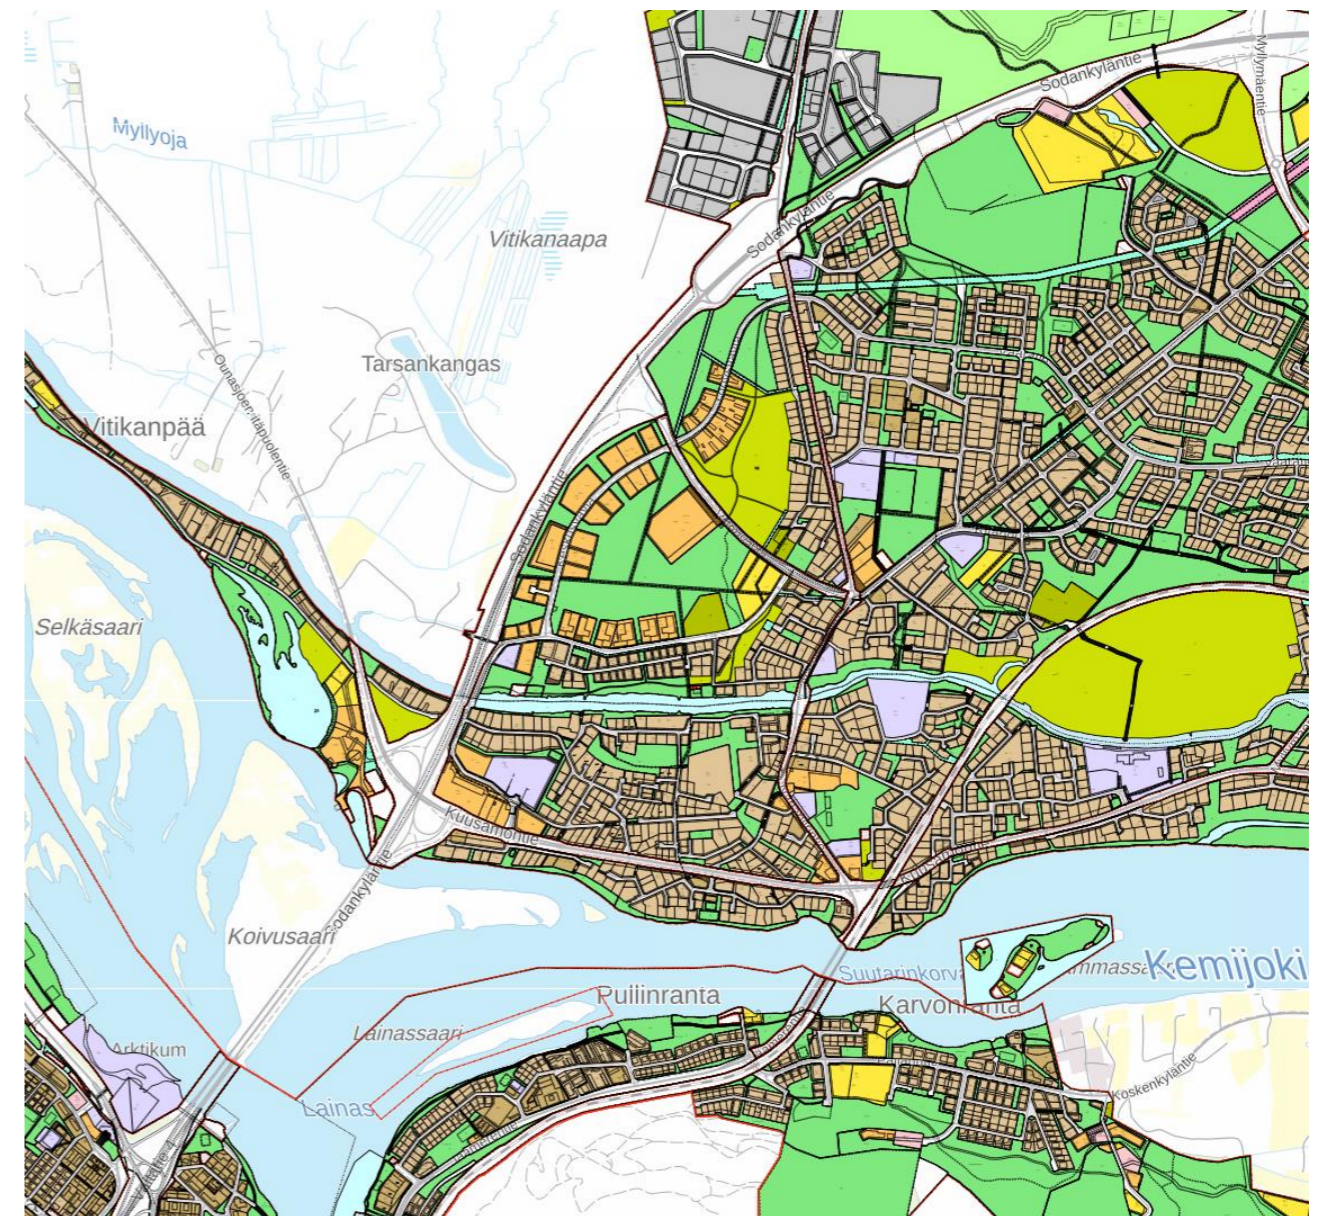 Sodankyläntie
Myllymäentie
Myllyoja
Sodankyläntie
Vitikanaapa
Tarsankangas
Ounasjoen itäpuolentie
Vitikanpää
Sodankyläntie
Selkäsaari
Kuusamontie
Kuusamontie
Sodankyläntie
Koivusaari
Kemijoki
Suutarinkorva
Pullinranta
Karvonranta
Lainassaari
Arktikum
Koskenkyläntie
Lainas